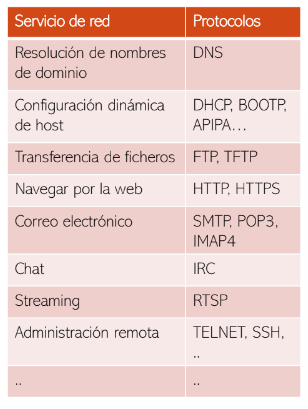 Servicio de red Protocolos
Resolución de nombres DNS
de dominio
Configuración dinámica DHCP, BOOTP,
de host APIPA…
Transferencia de ficheros FTP, TFTP
Navegar por la web HTTP, HTTPS
Correo electrónico SMTP, POP3,
IMAP4
Chat IRC
Streaming RTSP
Administración remota TELNET, SSH,
..
.. ..